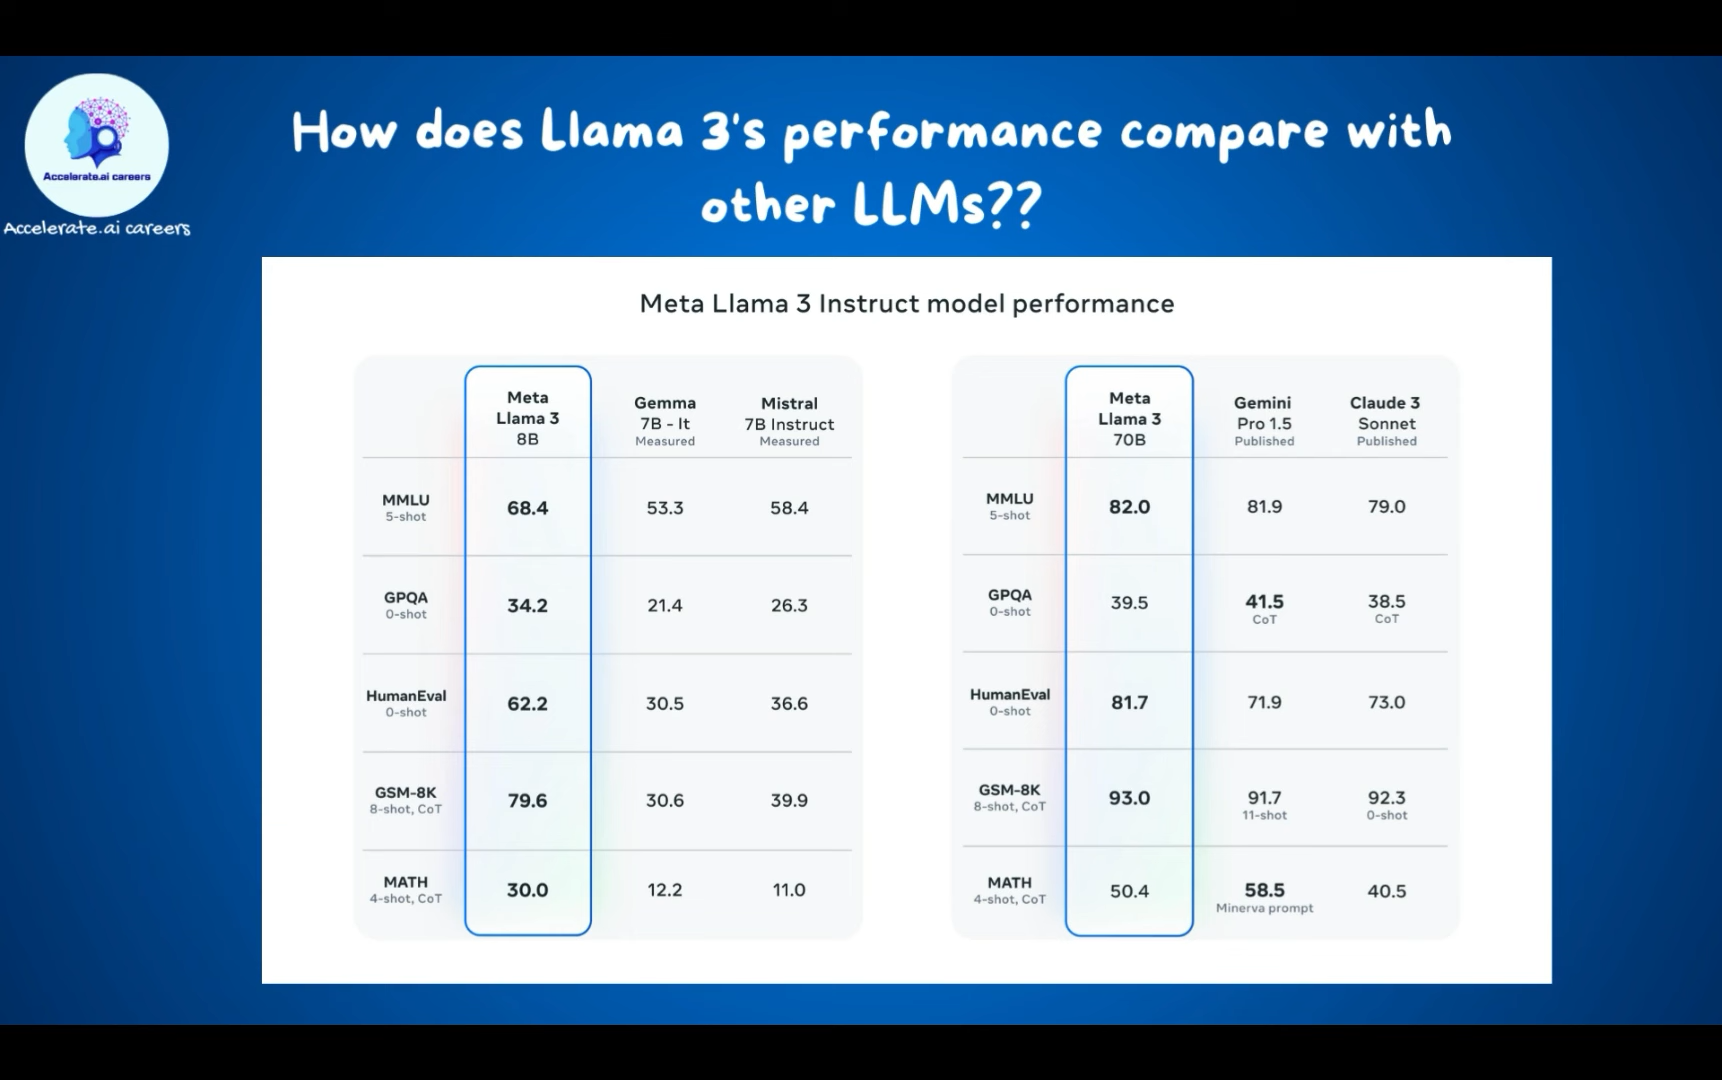 Accelerate.ai careers
Accelerate.ai careers
How does Llama 3's performance compare with
other LLMs??
Meta Llama 3 Instruct model performance
Meta
Llama 3
8B
Gemma
7B - It
Measured
Mistral
7B Instruct
Measured
MMLU
5-shot
68.4
53.3
58.4
GPQA
0-shot
34.2
21.4
26.3
HumanEval
0-shot
62.2
30.5
36.6
GSM-8K
8-shot, CoT
79.6
30.6
39.9
MATH
4-shot, CoT
30.0
12.2
11.0
Meta
Llama 3
70B
Gemini
Pro 1.5
Published
Claude 3
Sonnet
Published
MMLU
5-shot
82.0
81.9
79.0
GPQA
0-shot
39.5
41.5
CoT
38.5
CoT
HumanEval
0-shot
81.7
71.9
73.0
GSM-8K
8-shot, CoT
93.0
91.7
11-shot
92.3
0-shot
MATH
4-shot, CoT
50.4
58.5
Minerva prompt
40.5